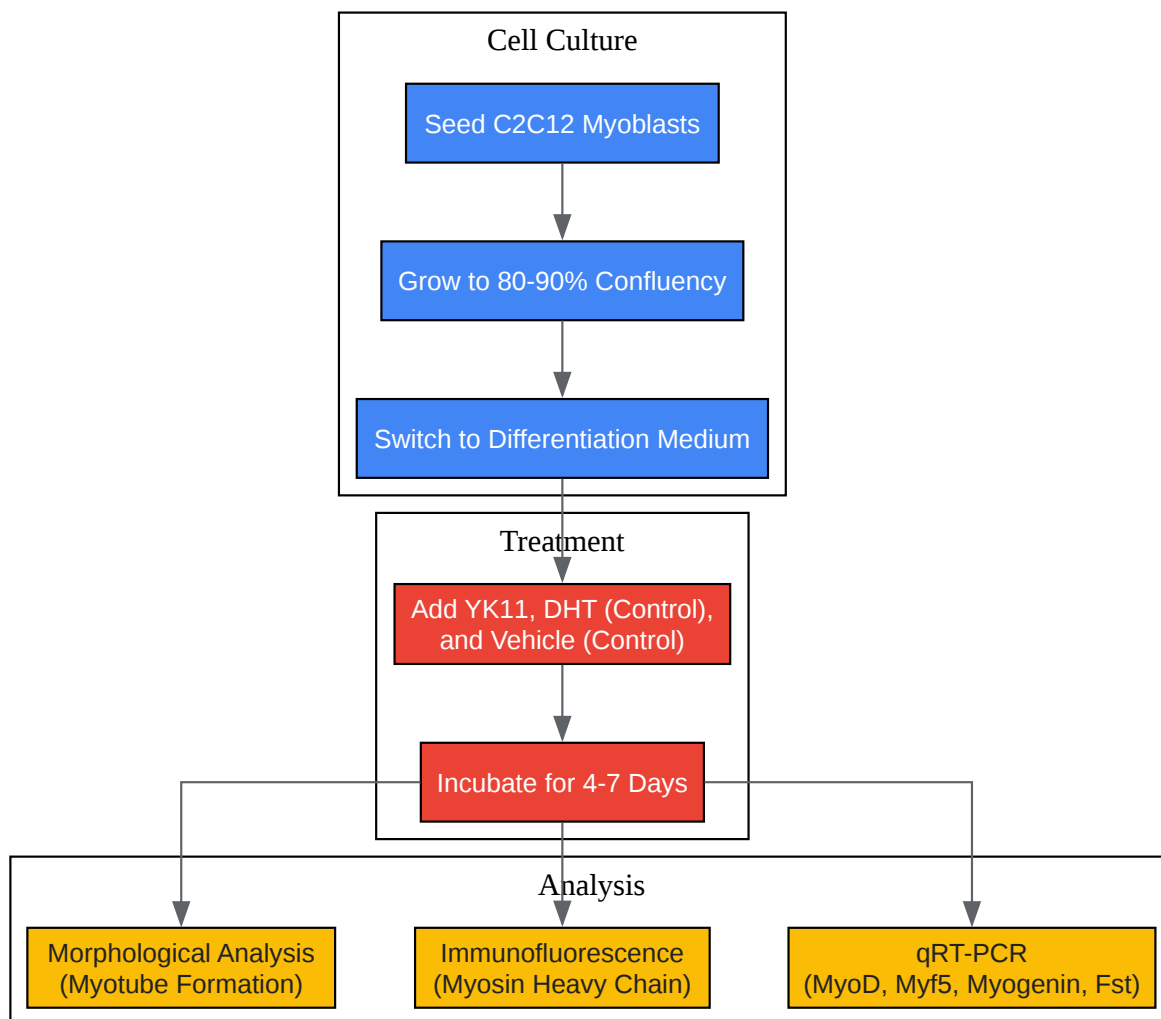 Cell Culture
Seed C2C12 Myoblasts
Grow to 80-90% Confluency
Switch to Differentiation Medium
Treatment
Add YK11, DHT (Control),
and Vehicle (Control)
Incubate for 4-7 Days
Analysis
Morphological Analysis
(Myotube Formation)
Immunofluorescence
(Myosin Heavy Chain)
qRT-PCR
(MyoD, Myf5, Myogenin, Fst)